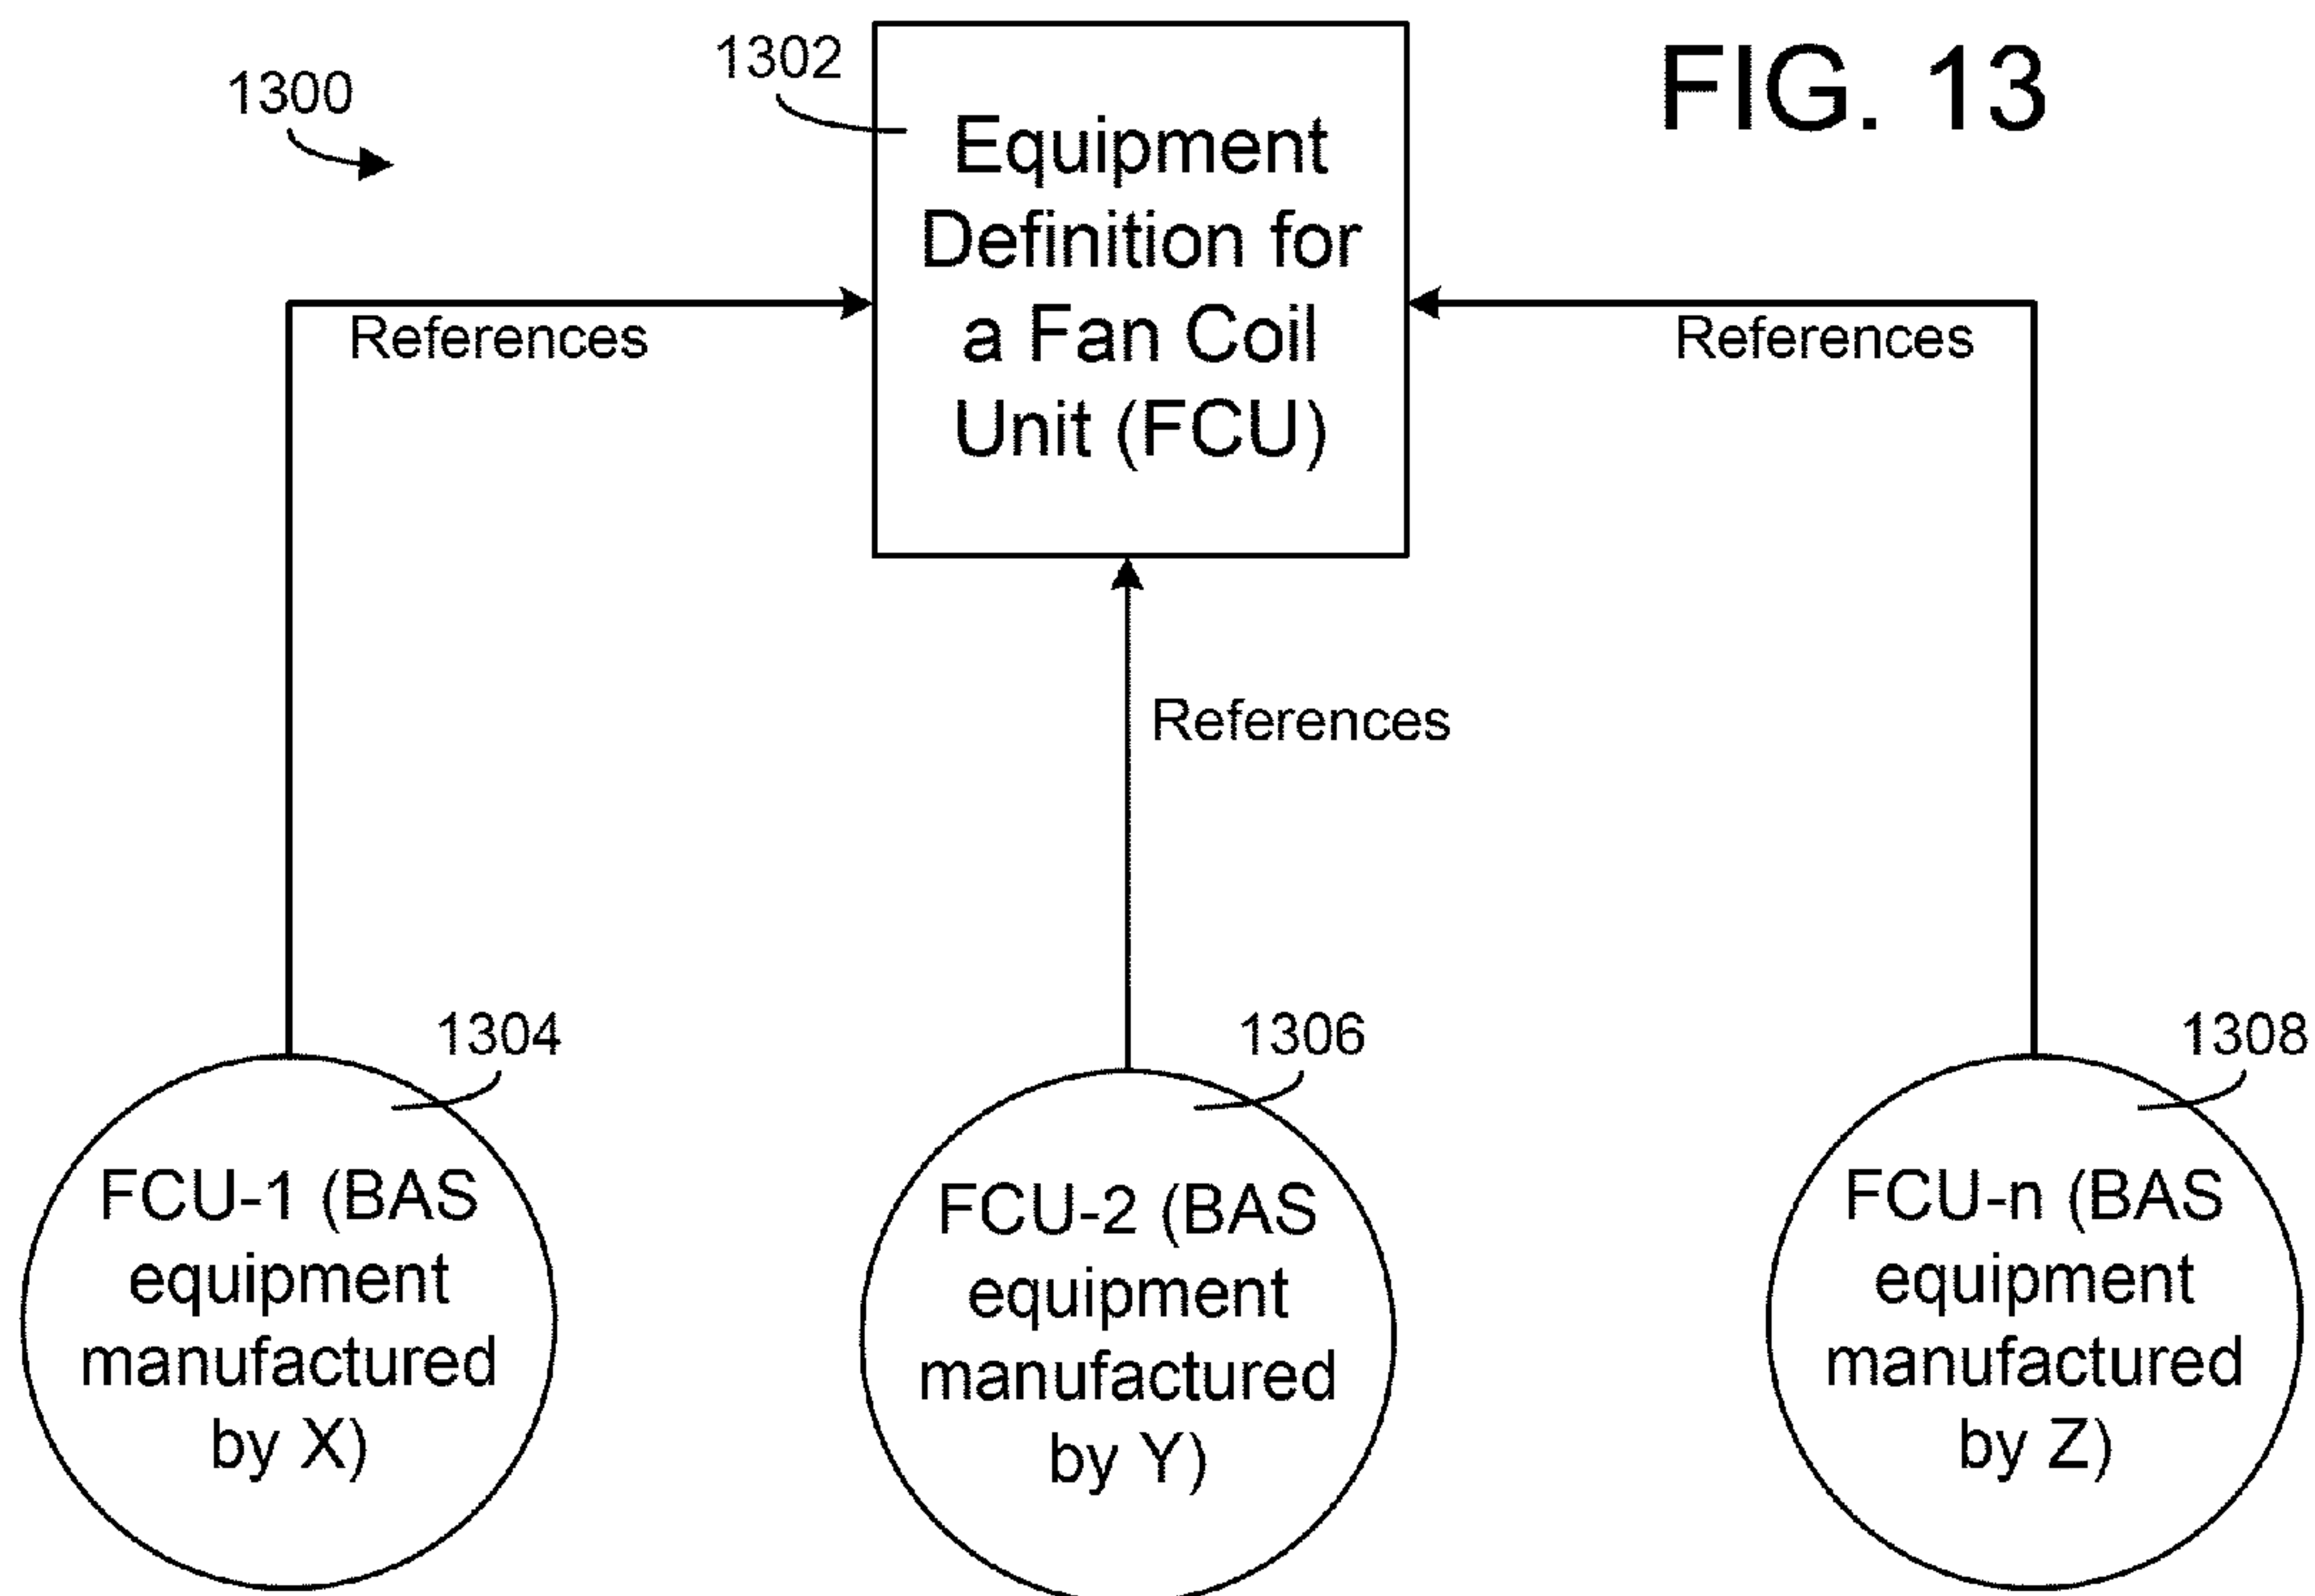 FIG. 13
1300
1302
Equipment
Definition for
a Fan Coil
Unit (FCU)
References
References
References
1304
FCU-1 (BAS
equipment
manufactured
by X)
1306
FCU-2 (BAS
equipment
manufactured
by Y)
1308
FCU-n (BAS
equipment
manufactured
by Z)